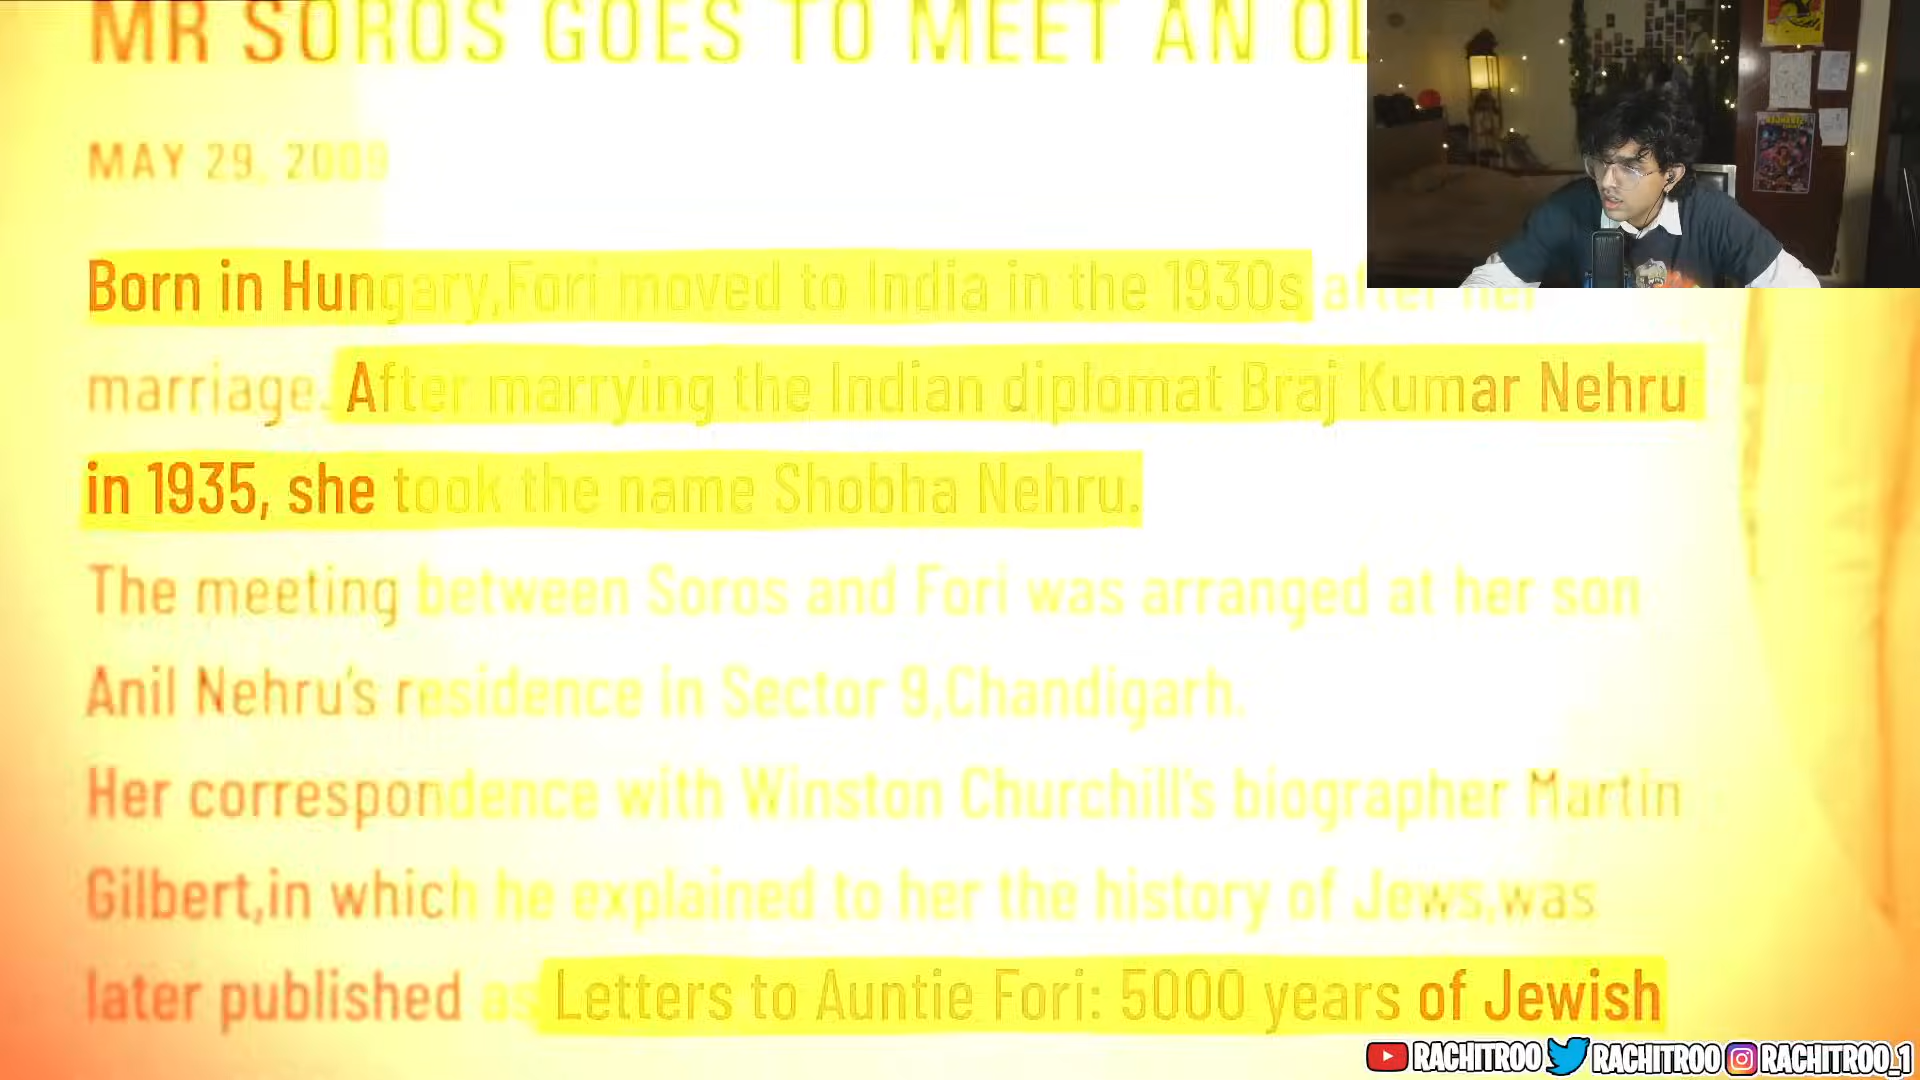 MR SOROS GOES TO MEET AN OL
MAY 29, 2009
Born in Hungary,Fori moved to India in the 1930s after her
marriage. After marrying the Indian diplomat Braj Kumar Nehru
in 1935, she took the name Shobha Nehru.
The meeting between Soros and Fori was arranged at her son
Anil Nehru's residence in Sector 9,Chandigarh.
Her correspondence with Winston Churchill's biographer Martin
Gilbert,in which he explained to her the history of Jews,was
later published as Letters to Auntie Fori: 5000 years of Jewish
RACHITROO RACHITROO RACHITROO_1